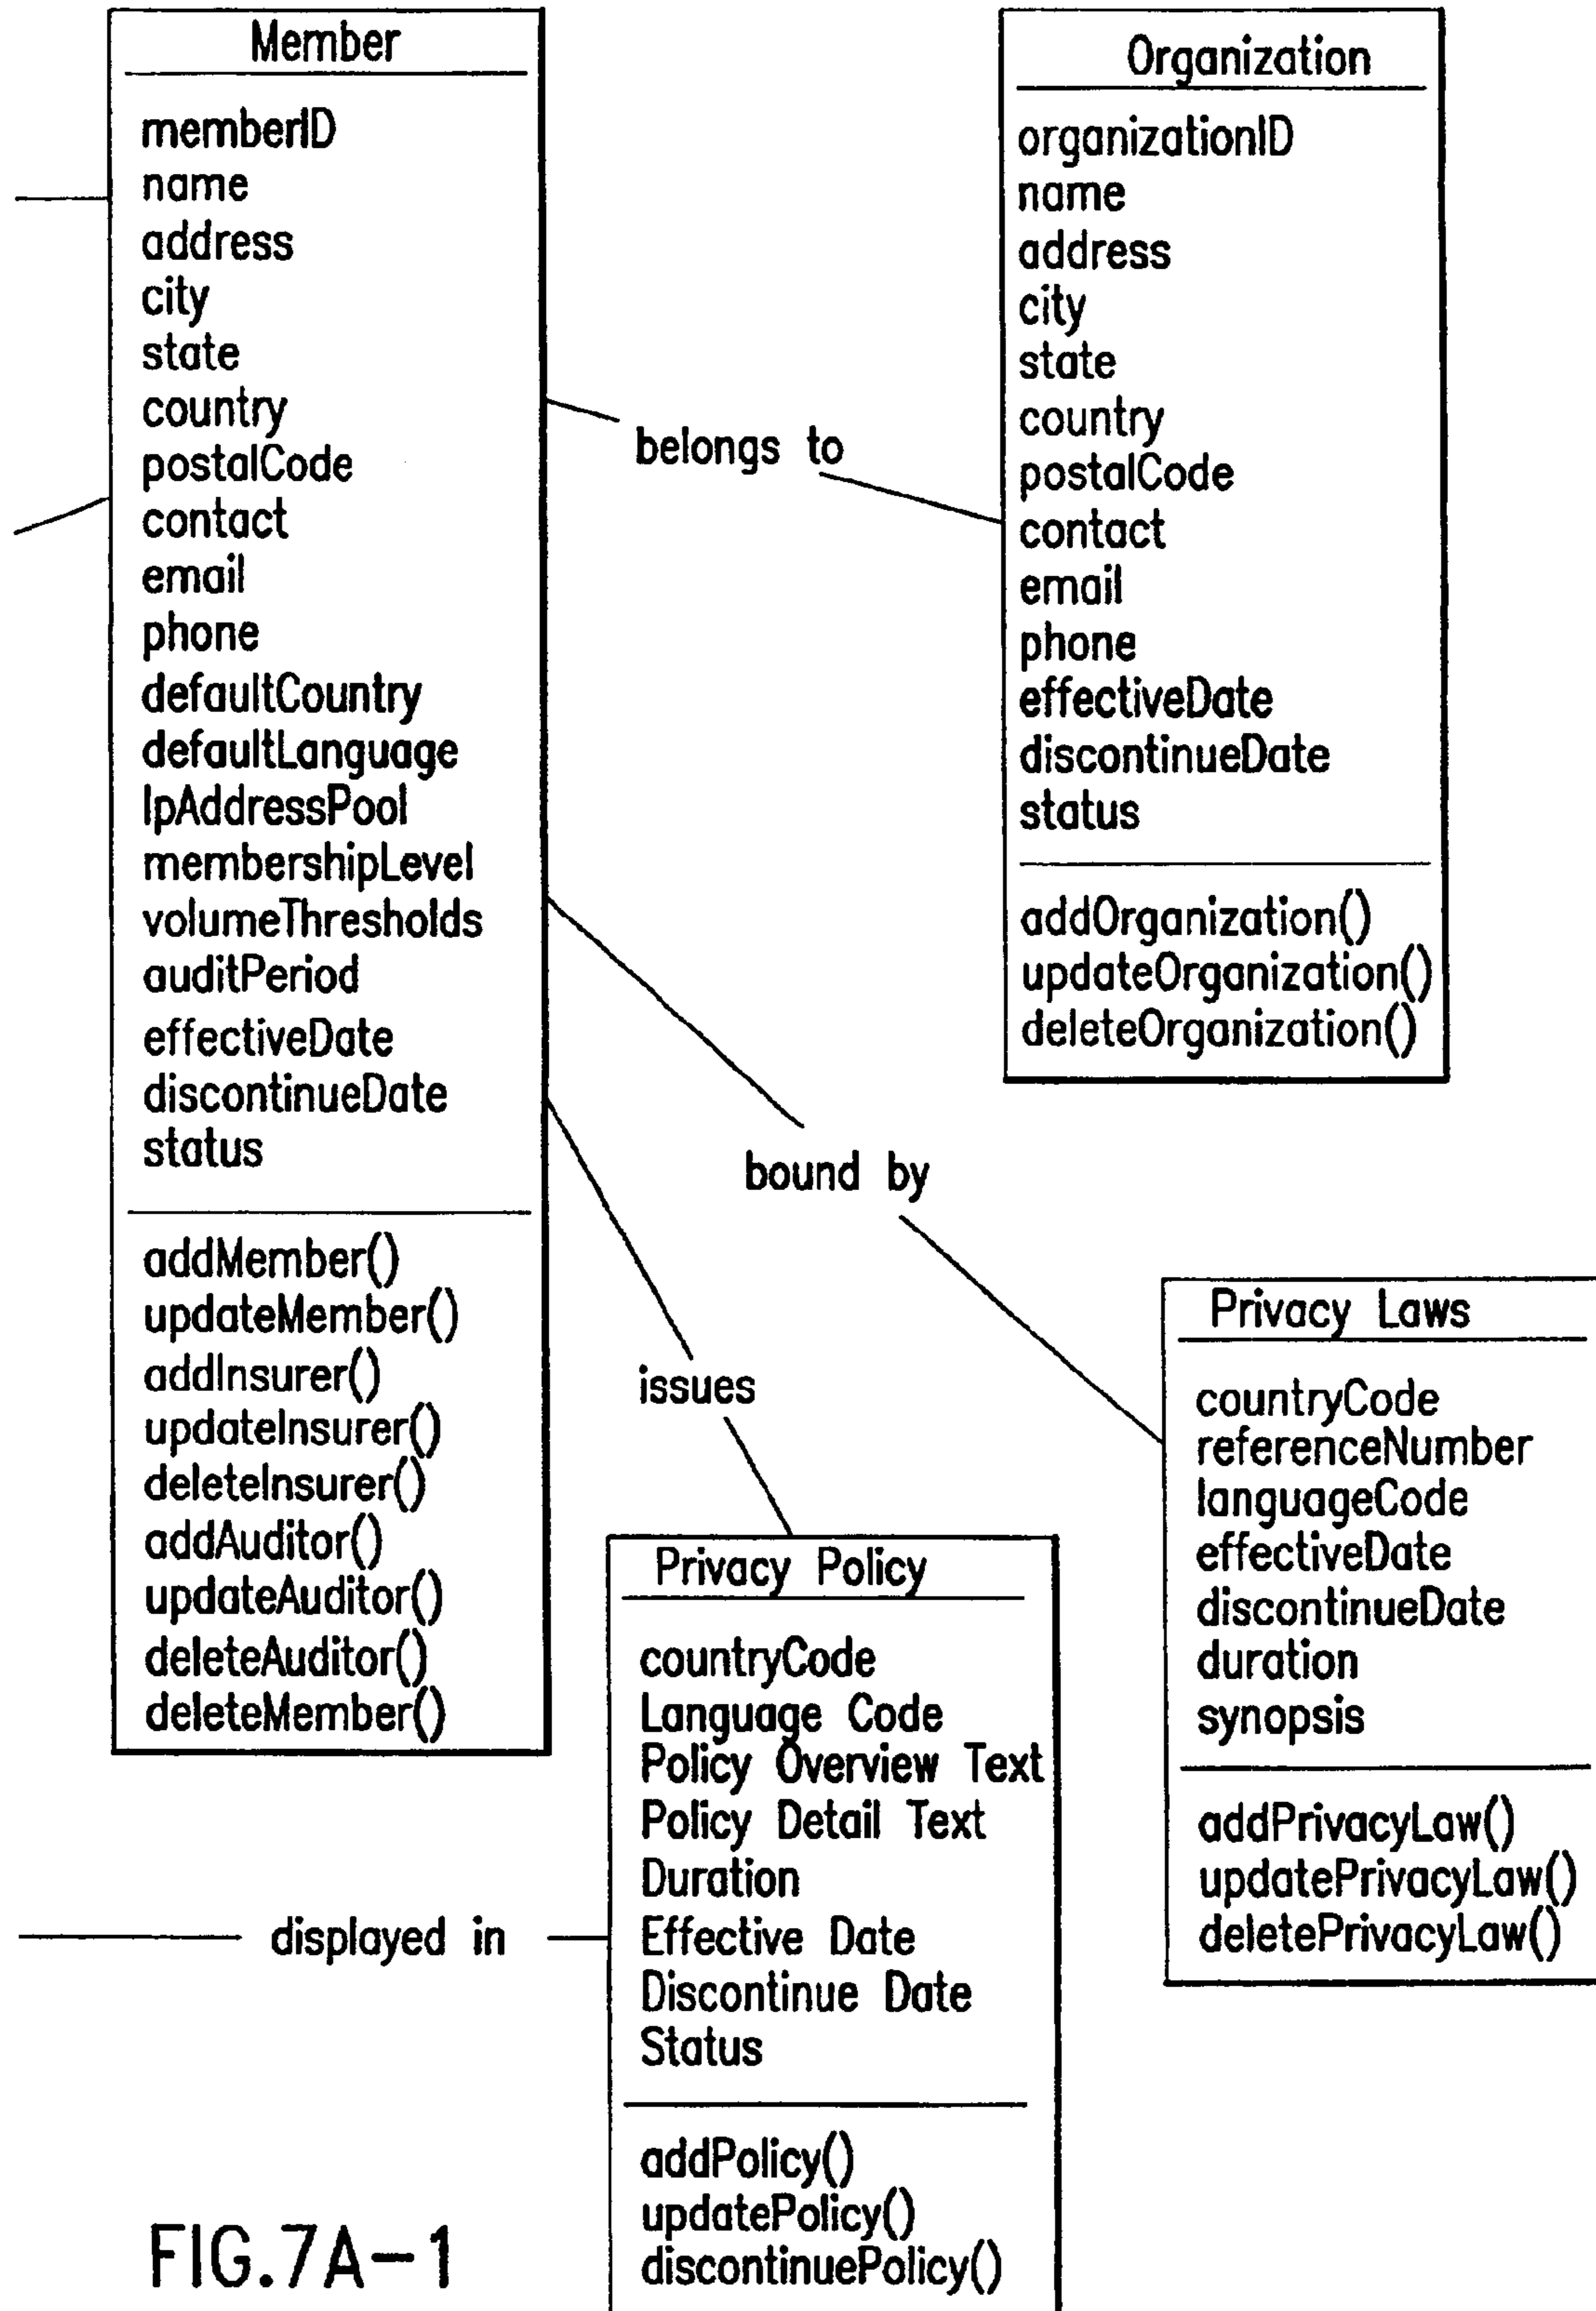 Member
memberID
name
address
city
state
country
postalCode
contact
email
phone
defaultCountry
defaultLanguage
IpAddressPool
membershipLevel
volumeThresholds
auditPeriod
effectiveDate
discontinueDate
status
addMember()
updateMember()
addInsurer()
updateInsurer()
deleteInsurer()
addAuditor()
updateAuditor()
deleteAuditor()
deleteMember()
belongs to
Organization
organizationID
name
address
city
state
country
postalCode
contact
email
phone
effectiveDate
discontinueDate
status
addOrganization()
updateOrganization()
deleteOrganization()
bound by
issues
Privacy Laws
countryCode
referenceNumber
languageCode
effectiveDate
discontinueDate
duration
synopsis
addPrivacyLaw()
updatePrivacyLaw()
deletePrivacyLaw()
Privacy Policy
countryCode
Language Code
Policy Overview Text
Policy Detail Text
Duration
Effective Date
Discontinue Date
Status
addPolicy()
updatePolicy()
discontinuePolicy()
displayed in
FIG.7A-1